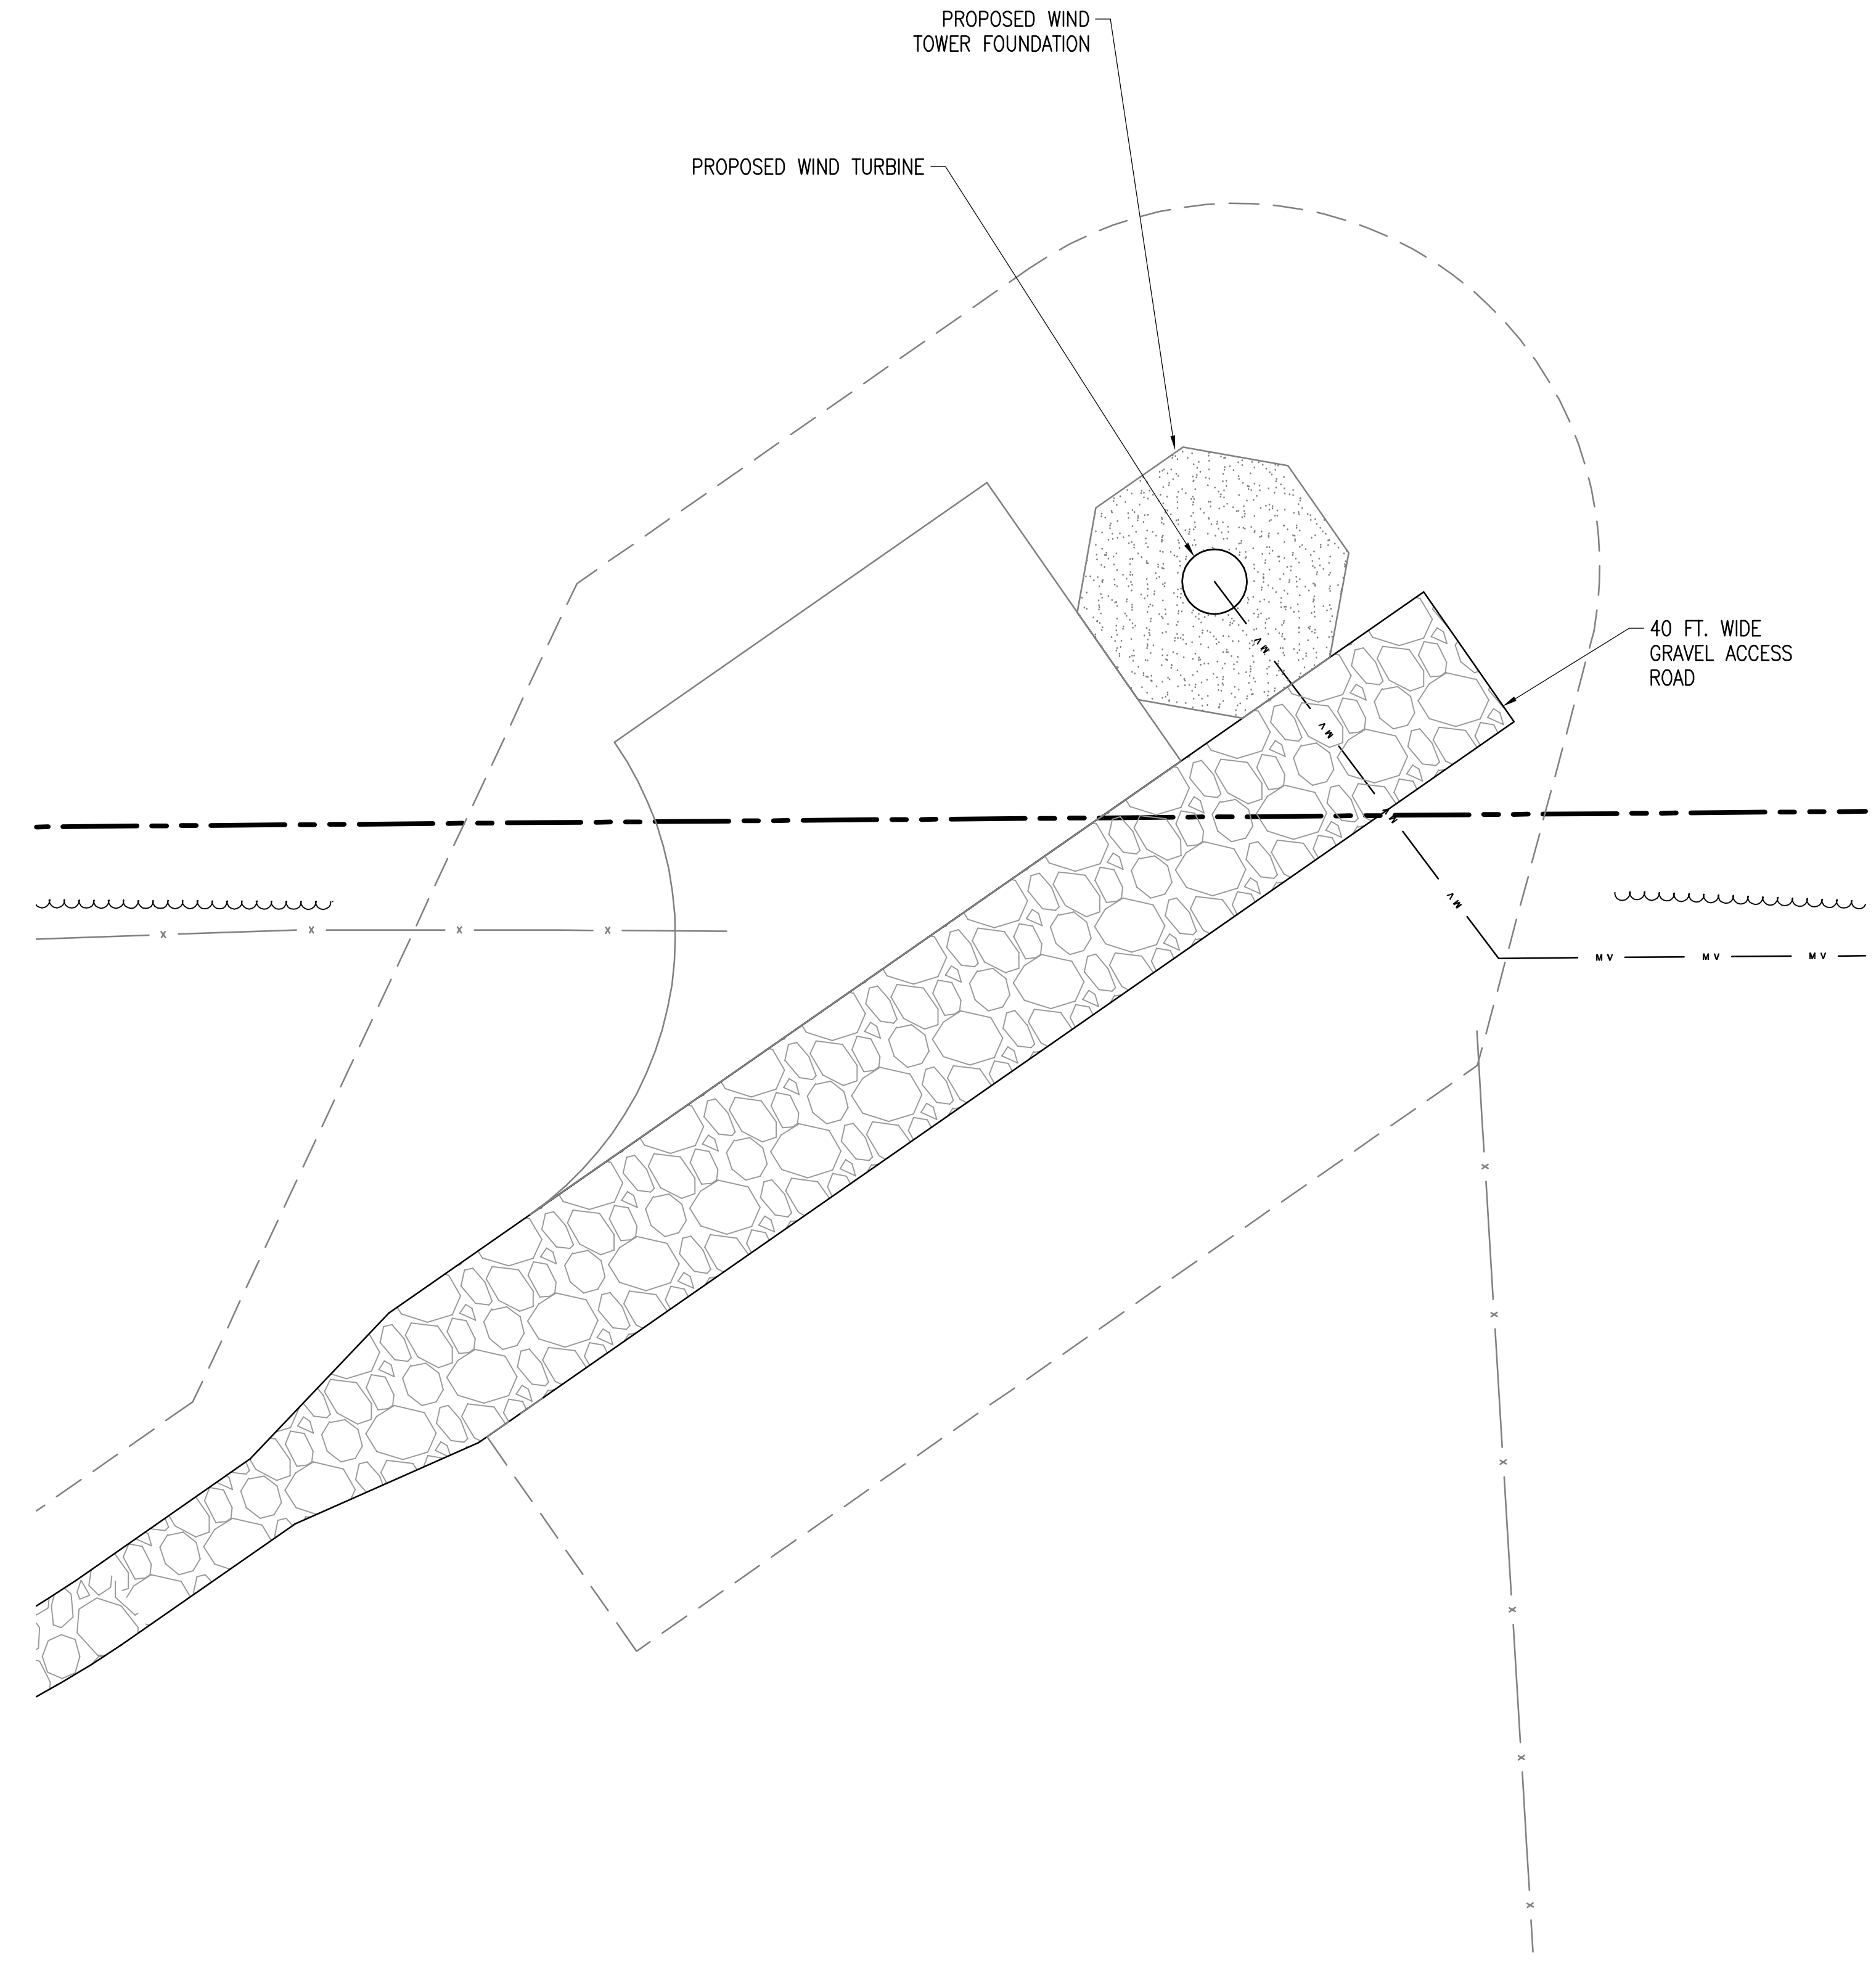 PROPOSED WIND
TOWER FOUNDATION
PROPOSED WIND TURBINE
40 FT. WIDE
GRAVEL ACCESS
ROAD
MV
MV
MV
MV
MV MV MV
X X X X
X
X
X
X
X
X